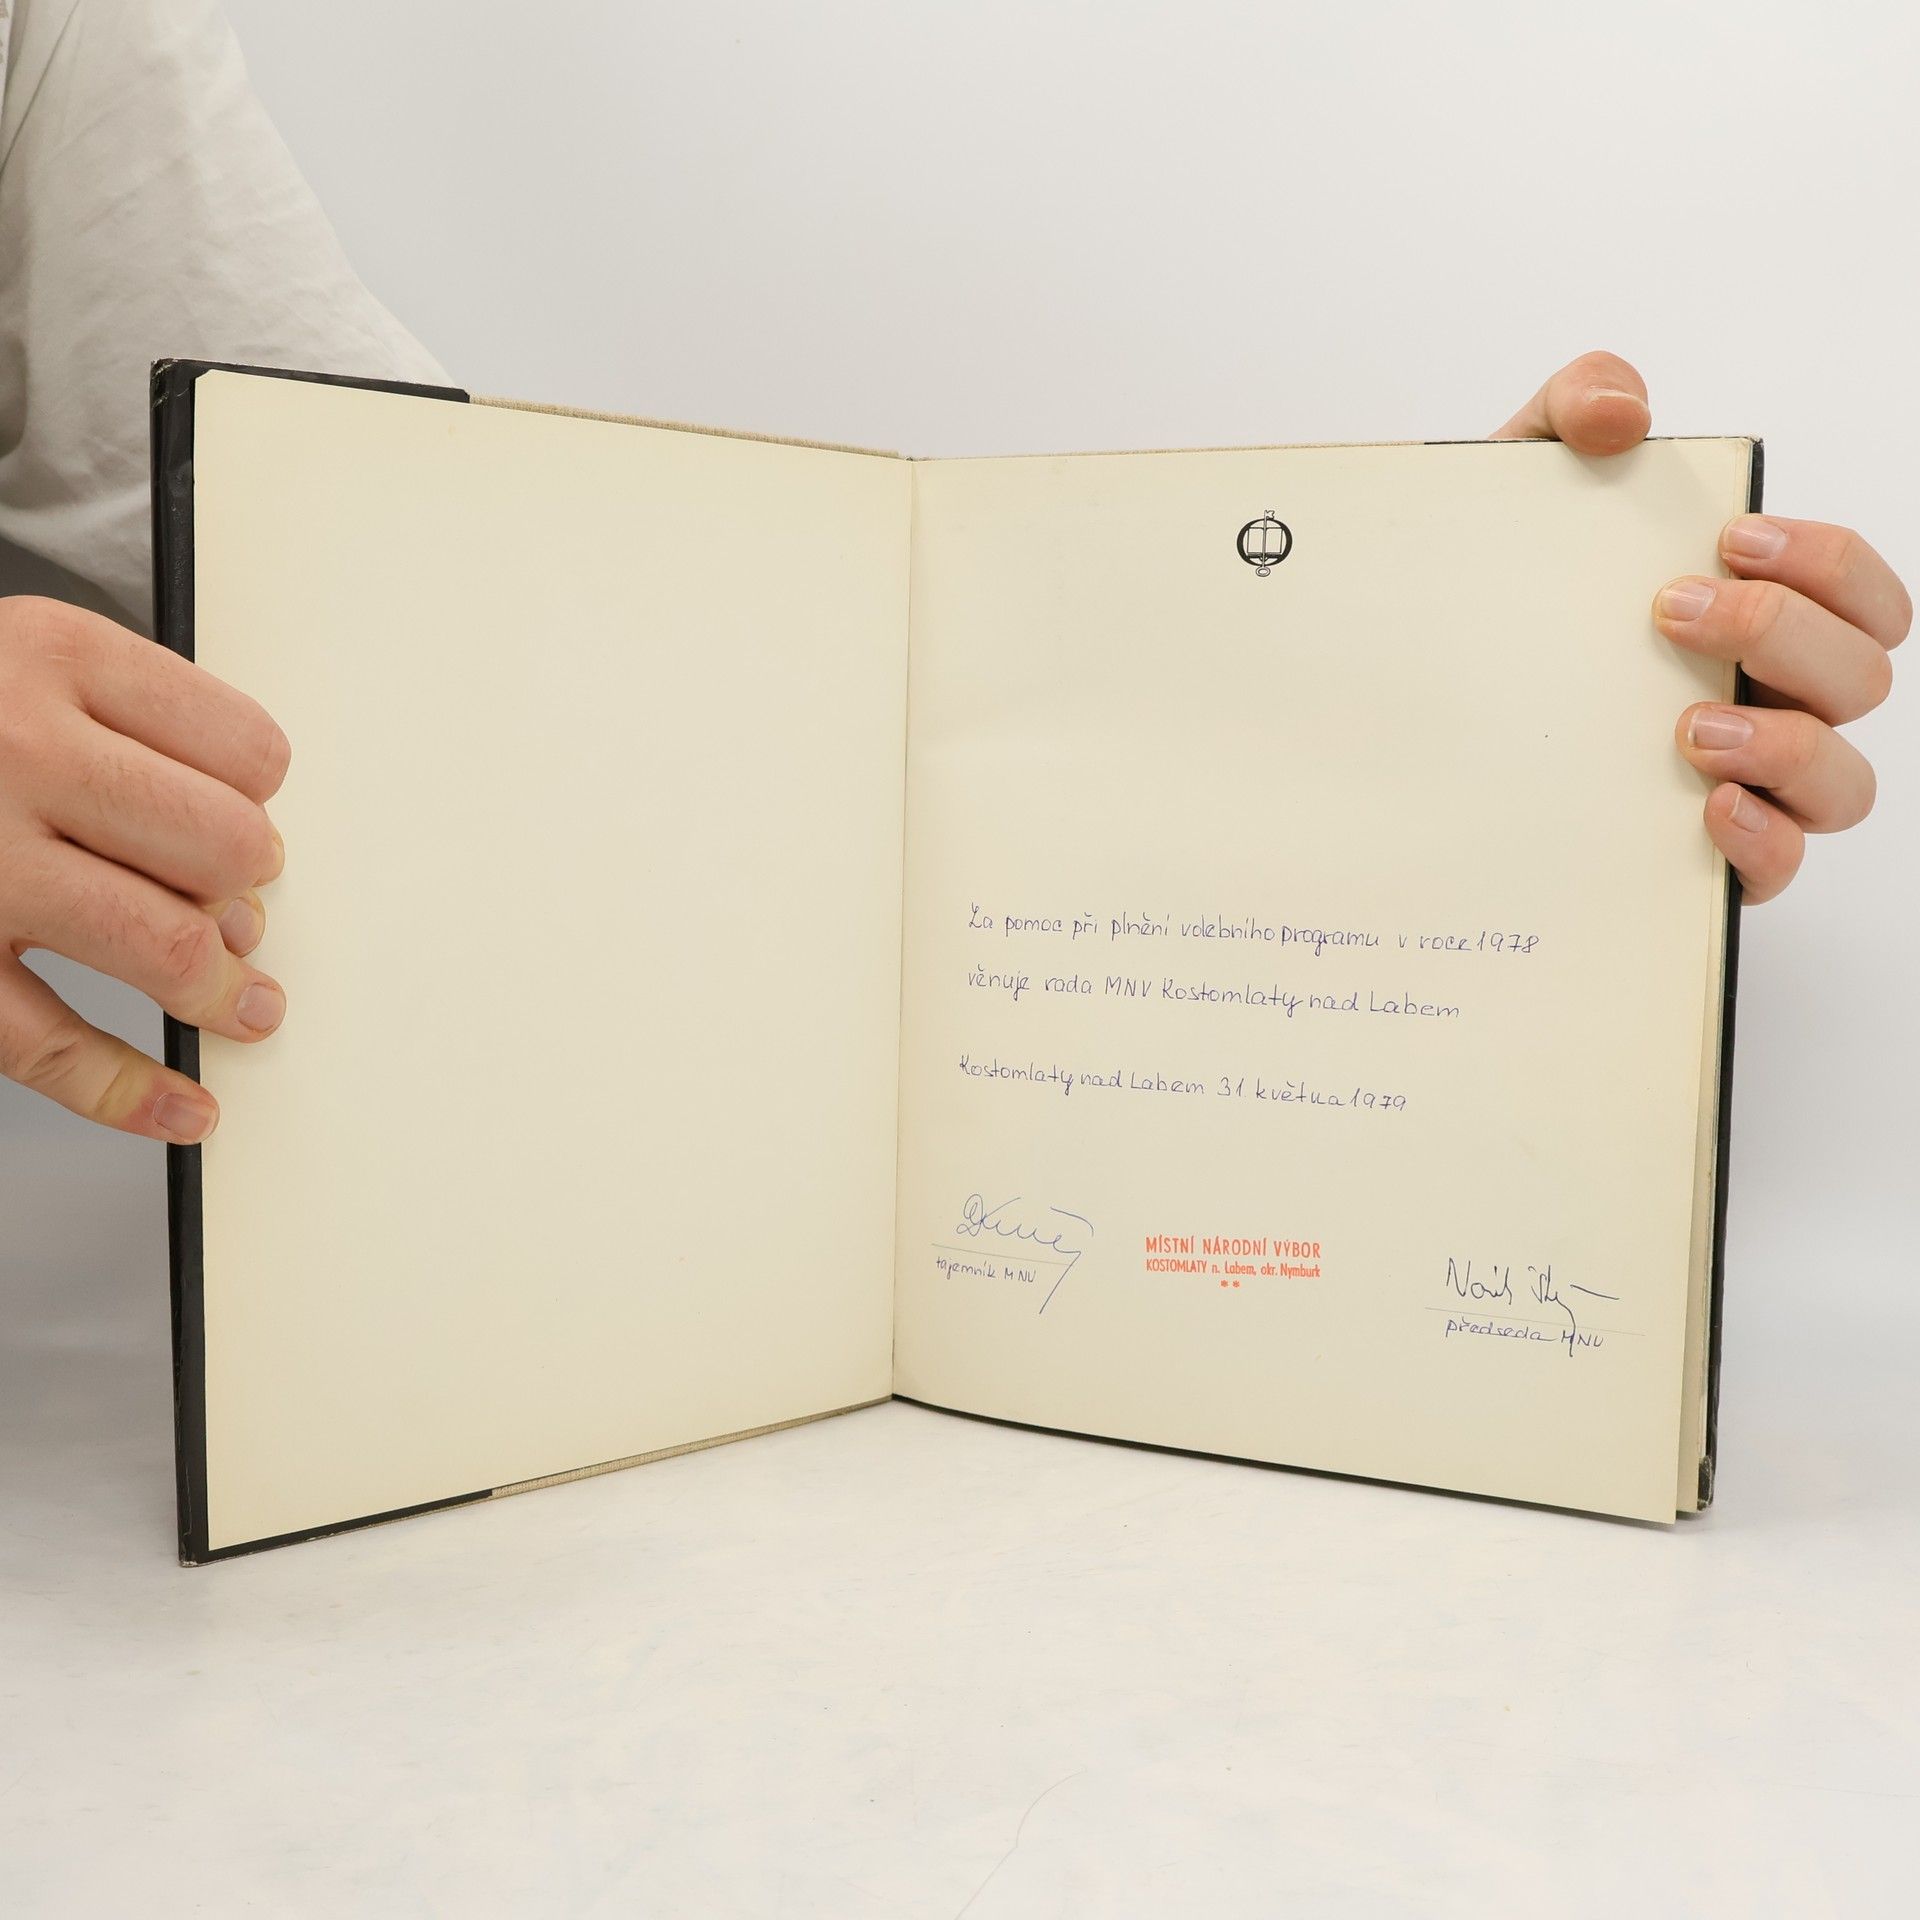 Za pomoc při plnění volebního programu v roce 1978
věnuje rada MNV Kostomlaty nad Labem
Kostomlaty nad Labem 31. května 1979
tajemník MNV
MÍSTNÍ NÁRODNÍ VÝBOR
KOSTOMLATY n. Labem, okr. Nymburk
**
předseda MNV